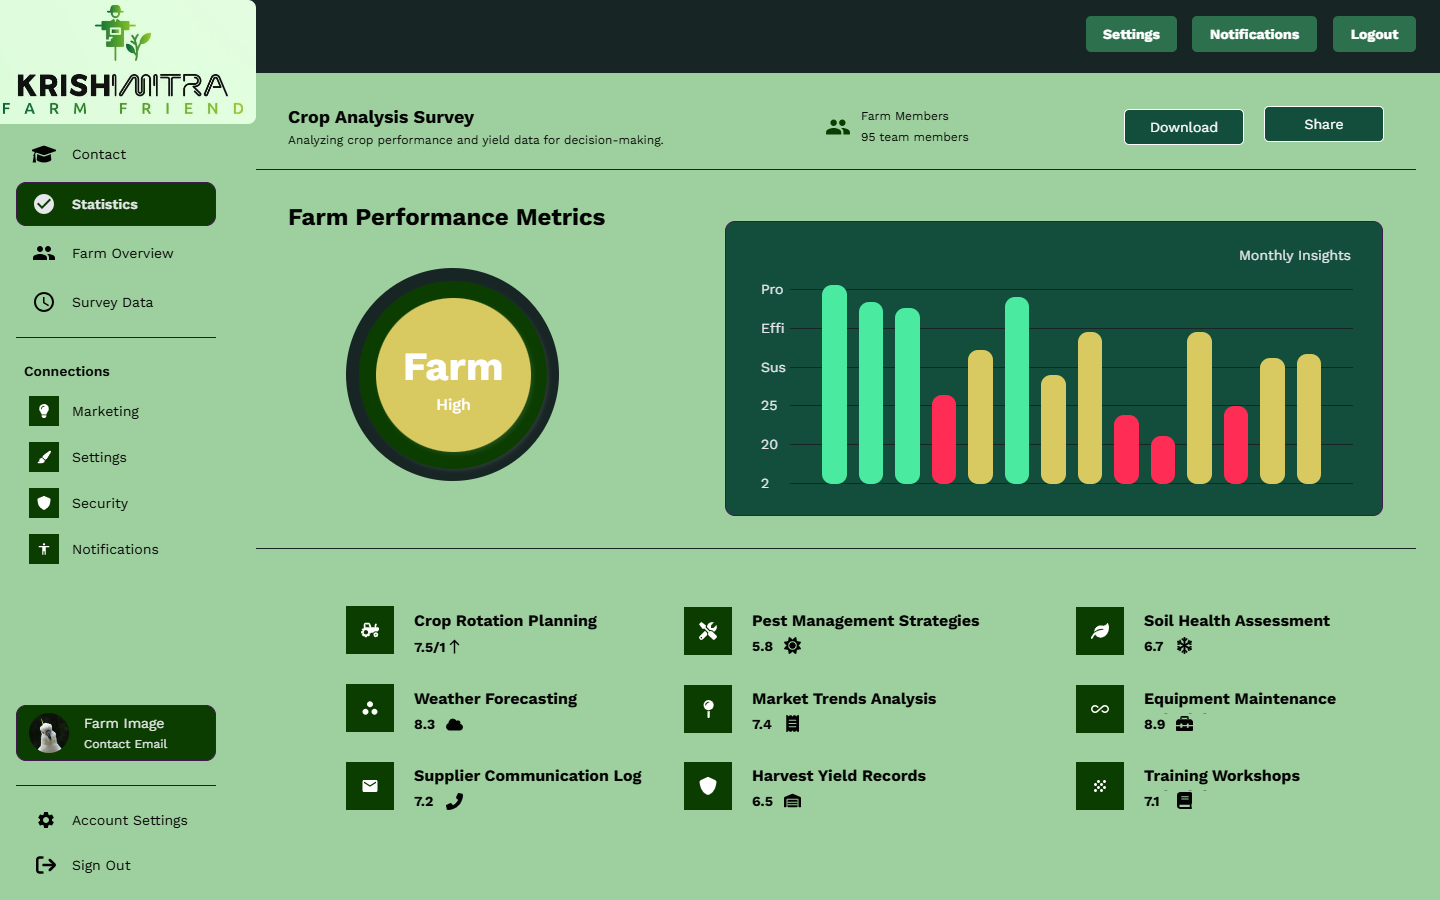 KRISHIMITRA
FARM FRIEND
Settings
Notifications
Logout
Contact
Statistics
Farm Overview
Survey Data
Connections
Marketing
Settings
Security
Notifications
Farm Image
Contact Email
Account Settings
Sign Out
Crop Analysis Survey
Analyzing crop performance and yield data for decision-making.
Farm Members
95 team members
Download
Share
Farm Performance Metrics
Farm
High
Monthly Insights
Pro
Effi
Sus
25
20
2
Crop Rotation Planning
7.5/1
Pest Management Strategies
5.8
Soil Health Assessment
6.7
Weather Forecasting
8.3
Market Trends Analysis
7.4
Equipment Maintenance
8.9
Supplier Communication Log
7.2
Harvest Yield Records
6.5
Training Workshops
7.1